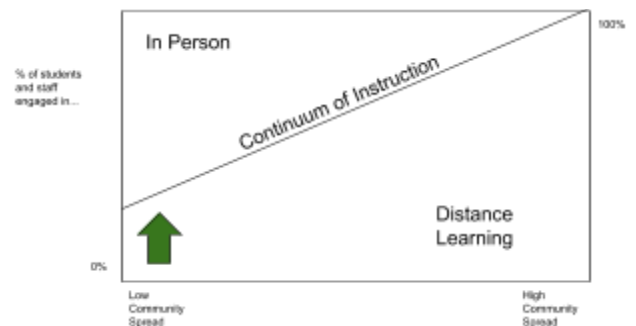 In Person
100%
% of students
and staff
engaged in...
Continuum of Instruction
Distance
Learning
0%
Low
Community
Spread
High
Community
Spread